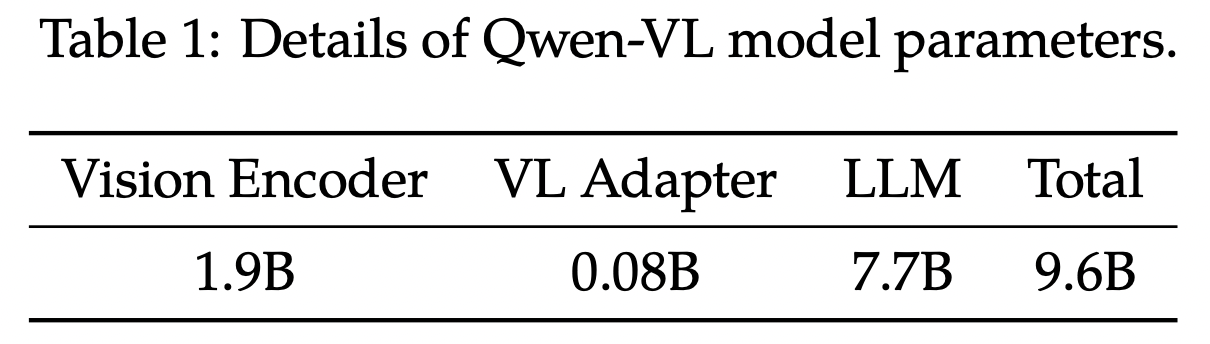 Table 1: Details of Qwen-VL model parameters.
Vision Encoder VL Adapter LLM Total
1.9B 0.08B 7.7B 9.6B